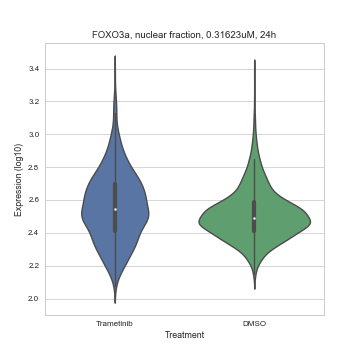 FOXO3a, nuclear fraction, 0.31623uM, 24h
3.4
3.2
3.0
2.8
2.6
2.4
2.2
2.0
Expression (log10)
Trametinib DMSO
Treatment